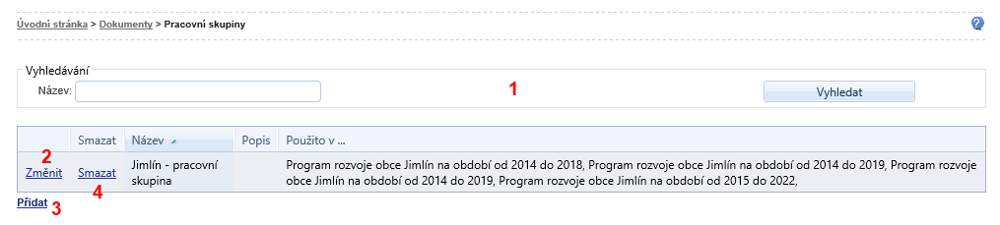 Úvodní stránka > Dokumenty > Pracovní skupiny
Vyhledávání
Název: 1 Vyhledat
Smazat Název Popis Použito v ...
2
Změnit Smazat Jimlín - pracovní skupina Program rozvoje obce Jimlín na období od 2014 do 2018, Program rozvoje obce Jimlín na období od 2014 do 2019, Program rozvoje
obce Jimlín na období od 2014 do 2019, Program rozvoje obce Jimlín na období od 2015 do 2022,
4
Přidat 3